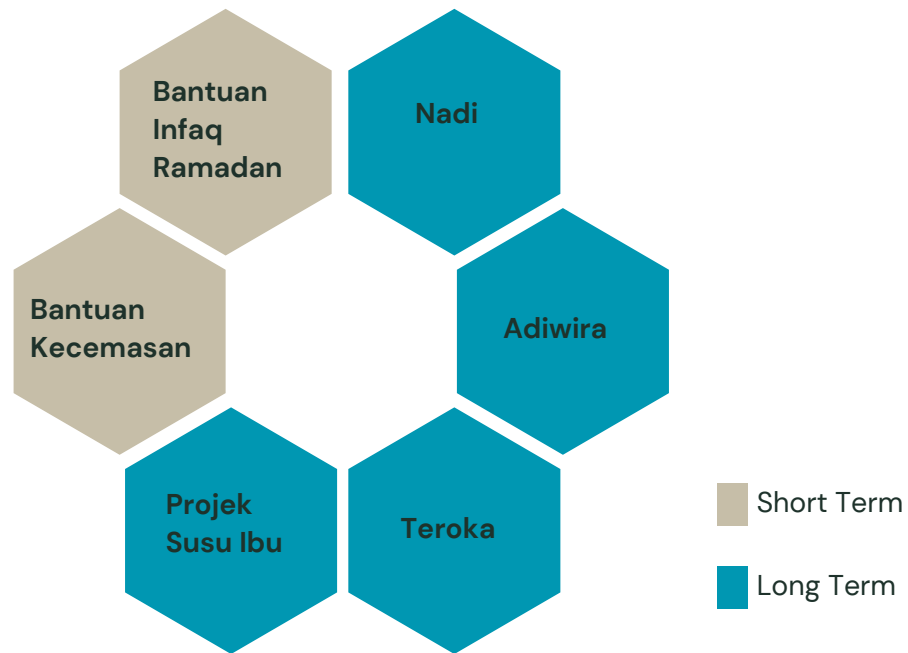 Bantuan
Infaq
Ramadan
Nadi
Bantuan
Kecemasan
Adiwira
Projek
Susu Ibu
Teroka
Short Term
Long Term